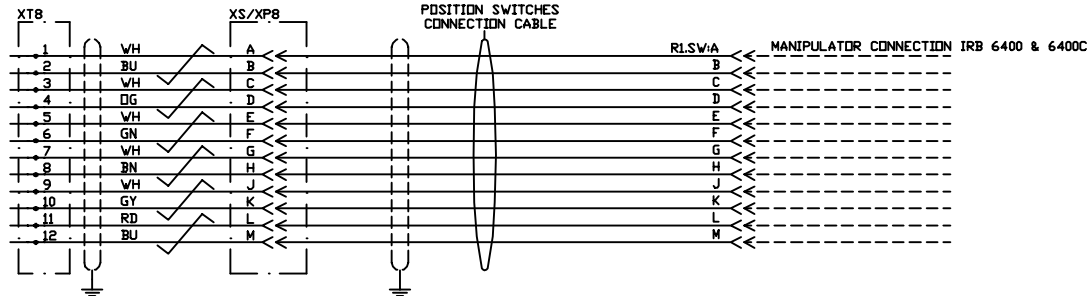 POSITION SWITCHES
CONNECTION CABLE
XT8 XS/XP8
1 WH A R1.SW:A MANIPULATOR CONNECTION IRB 6400 & 6400C
2 BU B B
3 WH C C
4 OG D D
5 WH E E
6 GN F F
7 WH G G
8 BN H H
9 WH J J
10 GY K K
11 RD L L
12 BU M M